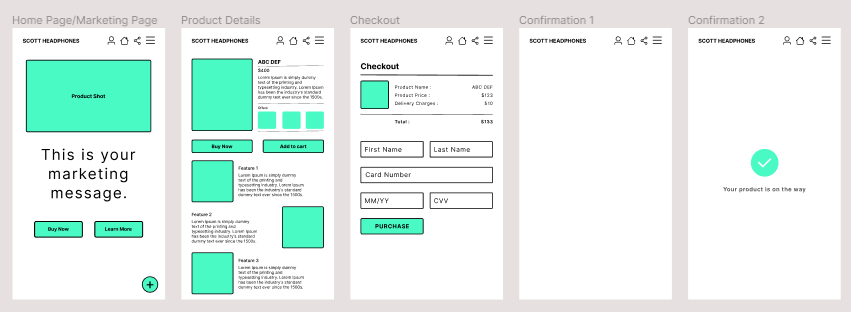 Home Page/Marketing Page
SCOTT HEADPHONES
Product Shot
This is your
marketing
message.
Buy Now
Learn More
Product Details
SCOTT HEADPHONES
ABC DEF
$400
Lorem Ipsum is simply dummy
text of the printing and
typesetting industry. Lorem
Ipsum has been the industry's
standard dummy text ever
since the 1500s.
Buy Now
Add to cart
Feature 1
Lorem Ipsum is simply dummy
text of the printing and
typesetting industry. Lorem Ipsum
has been the industry's standard
dummy text ever since the 1500s.
Feature 2
Lorem Ipsum is simply dummy
text of the printing and
typesetting industry. Lorem Ipsum
has been the industry's standard
dummy text ever since the 1500s.
Feature 3
Lorem Ipsum is simply dummy
text of the printing and
typesetting industry. Lorem Ipsum
has been the industry's standard
dummy text ever since the 1500s.
Checkout
SCOTT HEADPHONES
Checkout
Product Name : ABC DEF
Product Price : $123
Delivery Charges : $10
Total : $133
First Name
Last Name
Card Number
MM/YY
CVV
PURCHASE
Confirmation 1
SCOTT HEADPHONES
Confirmation 2
SCOTT HEADPHONES
Your product is on the way